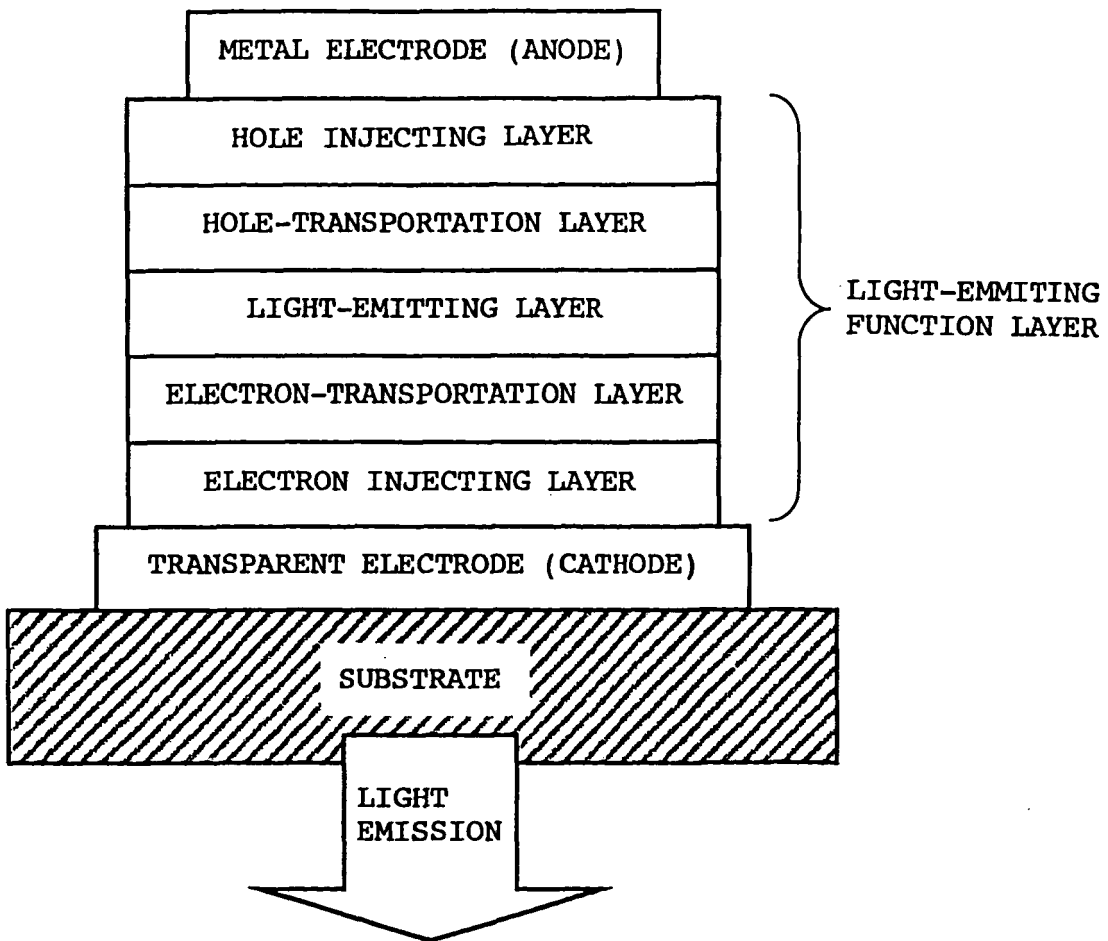 METAL ELECTRODE (ANODE)
HOLE INJECTING LAYER
HOLE-TRANSPORTATION LAYER
LIGHT-EMITTING LAYER
ELECTRON-TRANSPORTATION LAYER
ELECTRON INJECTING LAYER
LIGHT-EMMITING
FUNCTION LAYER
TRANSPARENT ELECTRODE (CATHODE)
SUBSTRATE
LIGHT
EMISSION